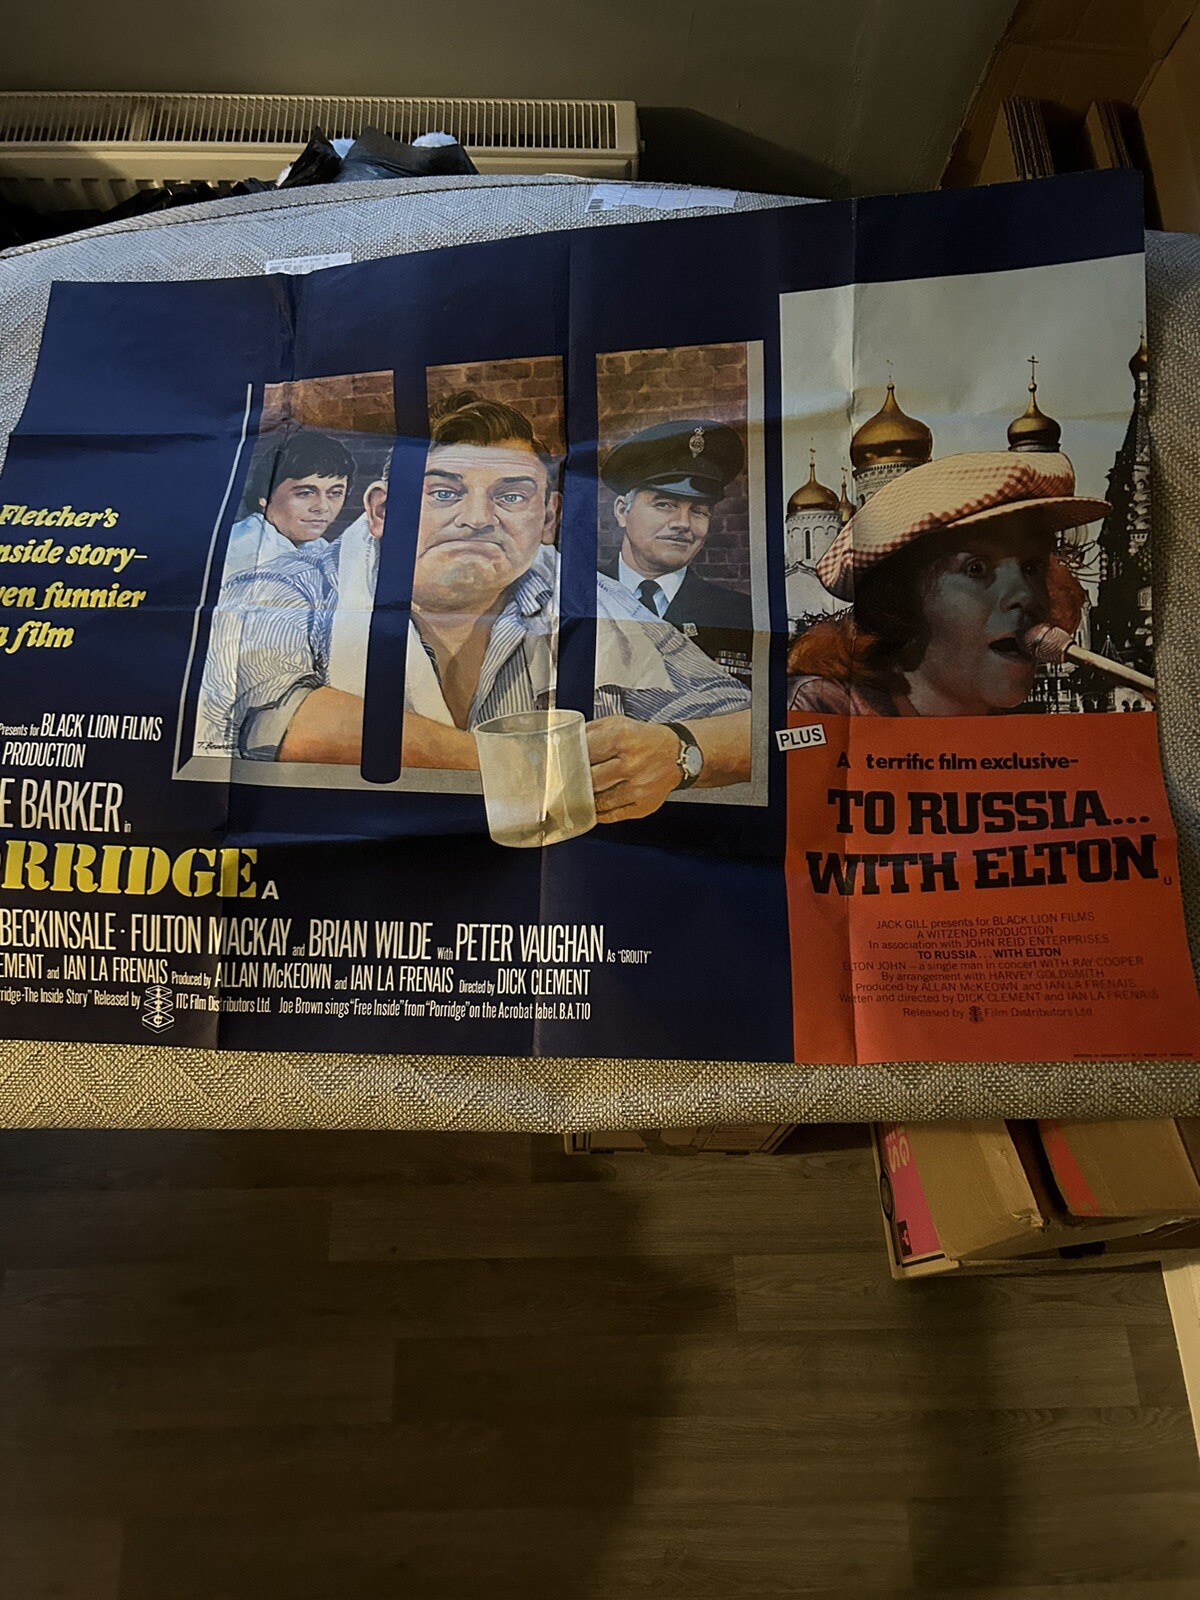 Fletcher's
nside story–
ven funnier
a film
Presents for BLACK LION FILMS
PRODUCTION
E BARKER in
RRIDGE A
BECKINSALE · FULTON MACKAY and BRIAN WILDE With PETER VAUGHAN As "GROUTY"
EMENT and IAN LA FRENAIS Produced by ALLAN McKEOWN and IAN LA FRENAIS Directed by DICK CLEMENT
rridge-The Inside Story" Released by ITC Film Distributors Ltd. Joe Brown sings "Free Inside" from "Porridge" on the Acrobat label. B.A.T10
PLUS
A terrific film exclusive–
TO RUSSIA...
WITH ELTON U
JACK GILL presents for BLACK LION FILMS
A WITZEND PRODUCTION
In association with JOHN REID ENTERPRISES
TO RUSSIA...WITH ELTON
ELTON JOHN – a single man in concert WITH RAY COOPER
By arrangement with HARVEY GOLDSMITH
Produced by ALLAN McKEOWN and IAN LA FRENAIS
Written and directed by DICK CLEMENT and IAN LA FRENAIS
Released by Film Distributors Ltd.